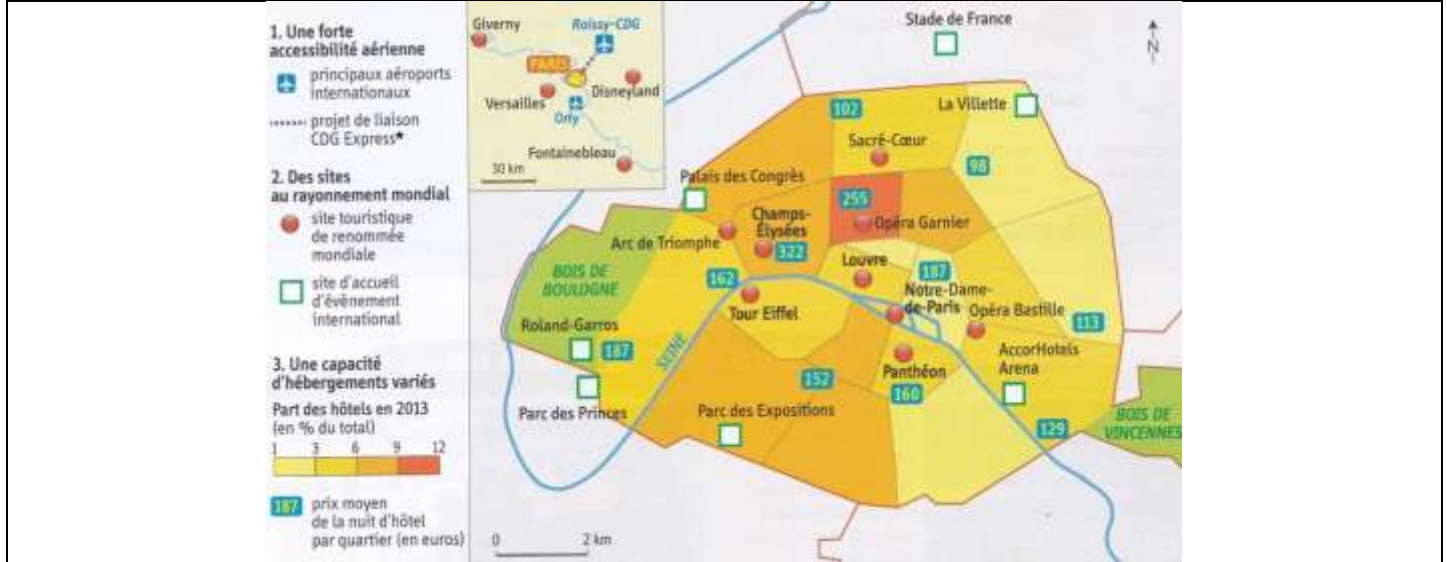 1. Une forte
accessibilité aérienne
principaux aéroports
internationaux
projet de liaison
CDG Express*
2. Des sites
au rayonnement mondial
site touristique
de renommée
mondiale
site d'accueil
d'évènement
international
3. Une capacité
d'hébergements variés
Part des hôtels en 2013
(en % du total)
1 3 6 9 12
187 prix moyen
de la nuit d'hôtel
par quartier (en euros)
Giverny
Roissy-CDG
PARIS
Versailles
Disneyland
Orly
Fontainebleau
30 km
Stade de France
N
La Villette
102
Sacré-Cœur
98
Palais des Congrès
255
Champs-
Élysées
Opéra Garnier
Arc de Triomphe
322
BOIS DE
BOULOGNE
Louvre
162
187
Notre-Dame-
de-Paris
Tour Eiffel
Opéra Bastille
113
Roland-Garros
187
SEINE
AccorHotels
Arena
Panthéon
152
160
Parc des Princes
Parc des Expositions
129
BOIS DE
VINCENNES
0 2 km